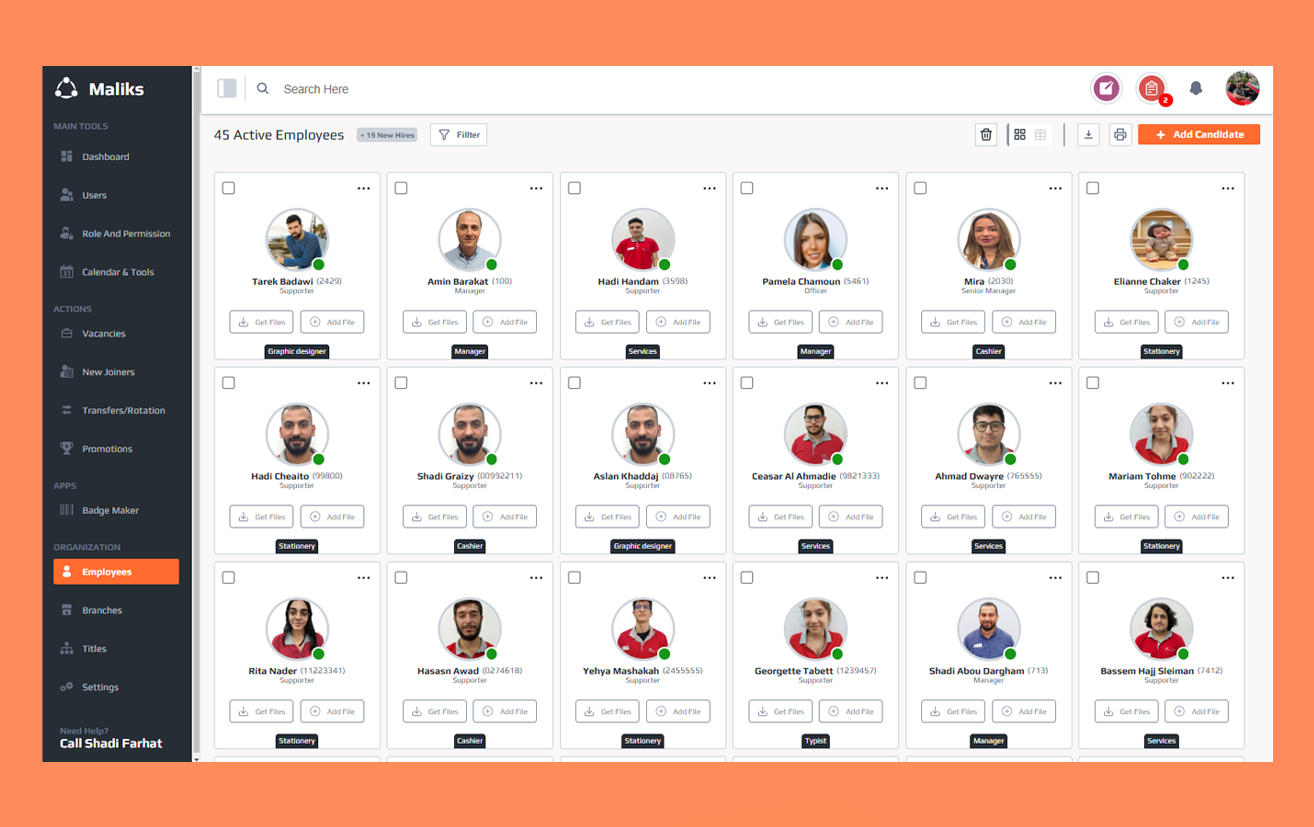 Maliks
Search Here
2
MAIN TOOLS
Dashboard
Users
Role And Permission
Calendar & Tools
ACTIONS
Vacancies
New Joiners
Transfers/Rotation
Promotions
APPS
Badge Maker
ORGANIZATION
Employees
Branches
Titles
Settings
Need Help?
Call Shadi Farhat
45 Active Employees + 19 New Hires Fillter
+ Add Candidate
Tarek Badawi (2429)
Supporter
Get Files Add File
Graphic designer
Amin Barakat (100)
Manager
Get Files Add File
Manager
Hadi Handam (3598)
Supporter
Get Files Add File
Services
Pamela Chamoun (5461)
Officer
Get Files Add File
Manager
Mira (2030)
Senior Manager
Get Files Add File
Cashier
Elianne Chaker (1245)
Supporter
Get Files Add File
Stationery
Hadi Cheaito (99800)
Supporter
Get Files Add File
Stationery
Shadi Graizy (00992211)
Supporter
Get Files Add File
Cashier
Aslan Khaddaj (08765)
Supporter
Get Files Add File
Graphic designer
Ceasar Al Ahmadie (9821333)
Supporter
Get Files Add File
Services
Ahmad Dwayre (765555)
Supporter
Get Files Add File
Services
Mariam Tohme (902222)
Supporter
Get Files Add File
Stationery
Rita Nader (11223341)
Supporter
Get Files Add File
Stationery
Hasasn Awad (0274618)
Supporter
Get Files Add File
Cashier
Yehya Mashakah (2455555)
Supporter
Get Files Add File
Stationery
Georgette Tabett (1239457)
Supporter
Get Files Add File
Typist
Shadi Abou Dargham (713)
Manager
Get Files Add File
Manager
Bassem Hajj Sleiman (7412)
Supporter
Get Files Add File
Services